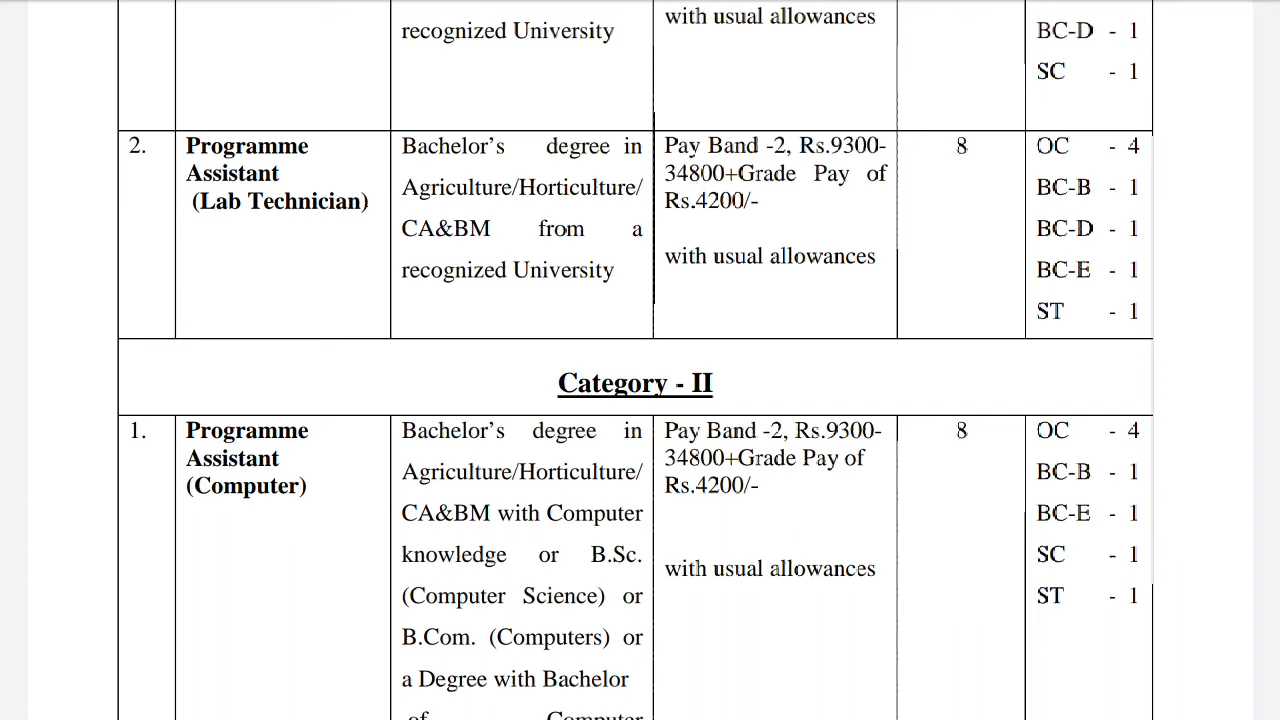 recognized University
with usual allowances
BC-D - 1
SC - 1
2.
Programme
Assistant
(Lab Technician)
Bachelor’s degree in
Agriculture/Horticulture/
CA&BM from a
recognized University
Pay Band -2, Rs.9300-
34800+Grade Pay of
Rs.4200/-
with usual allowances
8
OC - 4
BC-B - 1
BC-D - 1
BC-E - 1
ST - 1
Category - II
1.
Programme
Assistant
(Computer)
Bachelor’s degree in
Agriculture/Horticulture/
CA&BM with Computer
knowledge or B.Sc.
(Computer Science) or
B.Com. (Computers) or
a Degree with Bachelor
of Computer
Pay Band -2, Rs.9300-
34800+Grade Pay of
Rs.4200/-
with usual allowances
8
OC - 4
BC-B - 1
BC-E - 1
SC - 1
ST - 1